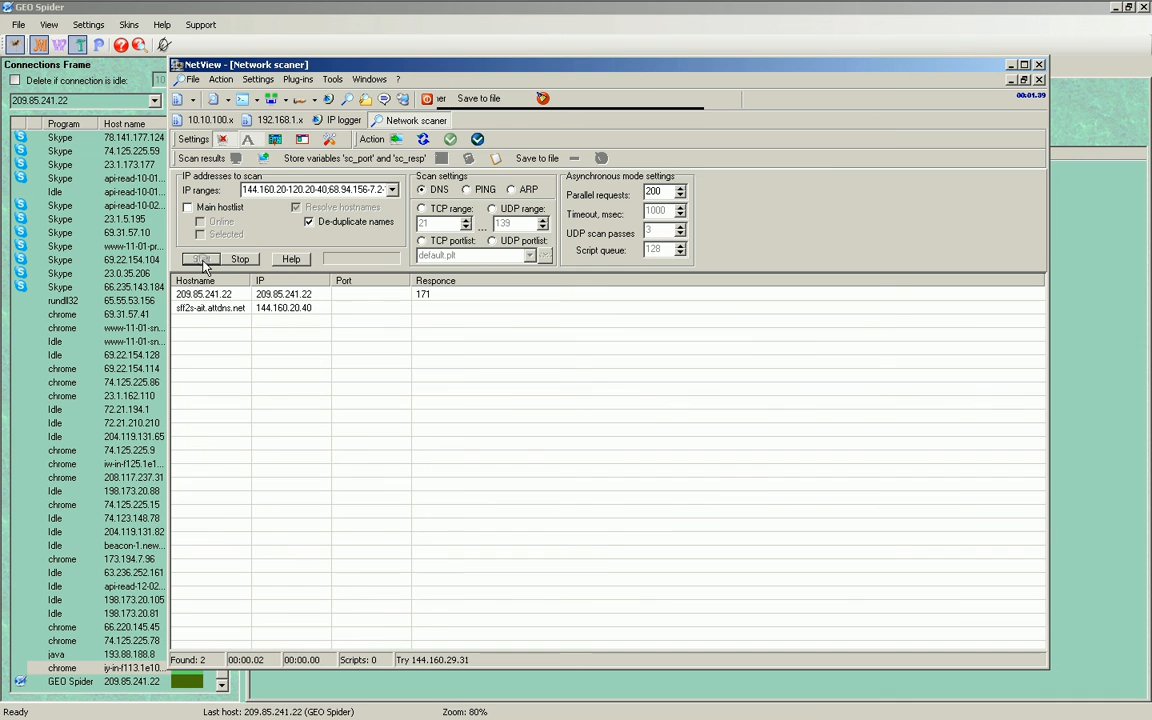 GEO Spider
File View Settings Skins Help Support
Connections Frame
Delete if connection is idle: 10
209.85.241.22
Program Host name
Skype 78.141.177.124
Skype 74.125.225.59
Skype 23.1.173.177
Skype api-read-10-01...
Idle api-read-10-01...
Skype api-read-10-02...
Skype 23.1.5.195
Skype 69.31.57.10
Skype www-11-01-pr...
Skype 69.22.154.104
Skype 23.0.35.206
Skype 66.235.143.184
rundll32 65.55.53.156
chrome 69.31.57.41
chrome www-11-01-sn...
Idle www-11-01-sn...
Idle 69.22.154.128
chrome 69.22.154.114
chrome 74.125.225.86
chrome 23.1.162.110
Idle 72.21.194.1
Idle 72.21.210.210
Idle 204.119.131.65
chrome 74.125.225.9
chrome iw-in-f125.1e1...
chrome 208.117.237.31
Idle 198.173.20.88
chrome 74.125.225.15
Idle 74.123.148.78
Idle 204.119.131.82
Idle beacon-1.new...
chrome 173.194.7.96
Idle 63.236.252.161
Idle api-read-12-02...
Idle 198.173.20.105
Idle 198.173.20.81
chrome 66.220.145.45
chrome 74.125.225.78
java 193.88.188.8
chrome iy-in-f113.1e10...
GEO Spider 209.85.241.22
NetView - [Network scaner]
File Action Settings Plug-ins Tools Windows ?
ner Save to file
00:01.39
10.10.100.x 192.168.1.x IP logger Network scaner
Settings A Action
Scan results Store variables 'sc_port' and 'sc_resp' Save to file
IP addresses to scan
IP ranges: 144.160.20-120.20-40,68.94.156-7.2-
Main hostlist Resolve hostnames
Online De-duplicate names
Selected
Stop Help
Scan settings
DNS PING ARP
TCP range: UDP range:
21 ... 139
TCP portlist: UDP portlist:
default.plt ...
Asynchronous mode settings
Parallel requests: 200
Timeout, msec: 1000
UDP scan passes 3
Script queue: 128
Hostname IP Port Responce
209.85.241.22 209.85.241.22 171
sff2s-ait.attdns.net 144.160.20.40
Found: 2 00:00.02 00:00.00 Scripts: 0 Try 144.160.29.31
Ready Last host: 209.85.241.22 (GEO Spider) Zoom: 80%